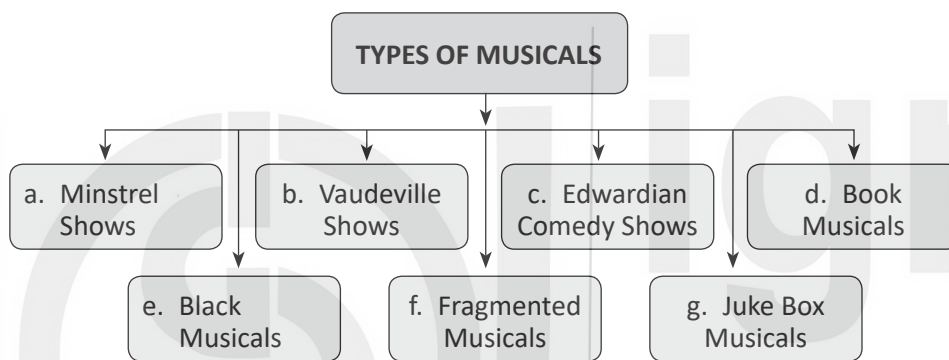 TYPES OF MUSICALS
a. Minstrel
Shows
b. Vaudeville
Shows
c. Edwardian
Comedy Shows
d. Book
Musicals
e. Black
Musicals
f. Fragmented
Musicals
g. Juke Box
Musicals